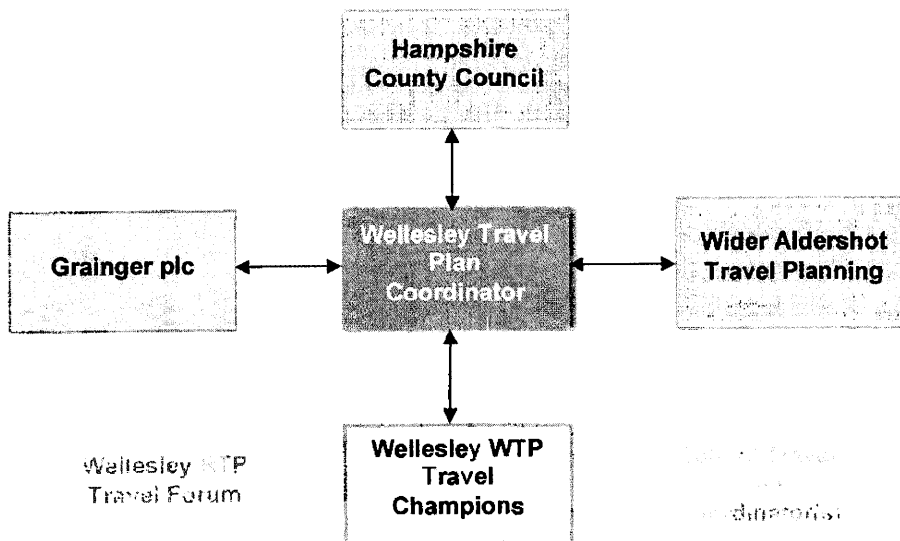 Hampshire
County Council
Grainger plc
Wellesley Travel
Plan
Coordinator
Wider Aldershot
Travel Planning
Wellesley RTP
Travel Forum
Wellesley WTP
Travel
Champions